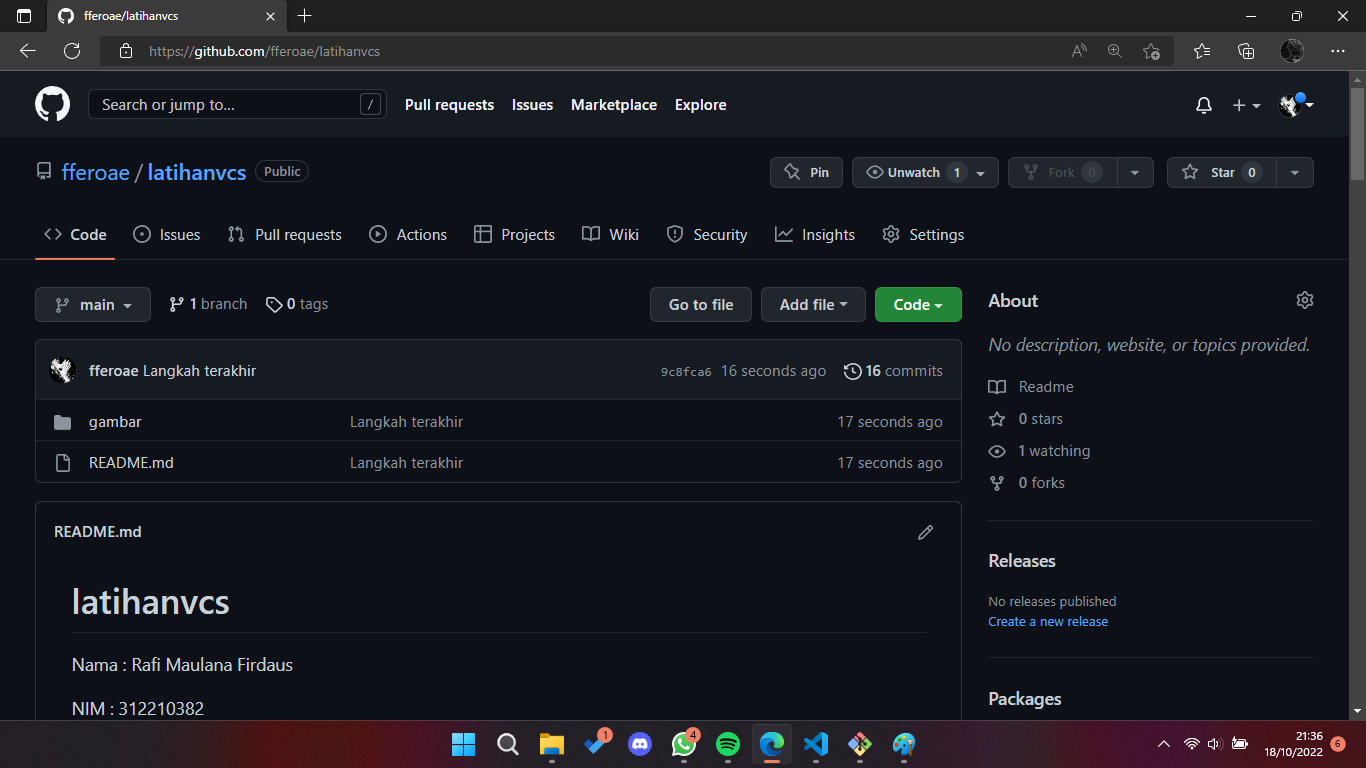 fferoae/latihanvcs
https://github.com/fferoae/latihanvcs
Search or jump to...
/
Pull requests
Issues
Marketplace
Explore
fferoae / latihanvcs
Public
Pin
Unwatch 1
Fork 0
Star 0
Code
Issues
Pull requests
Actions
Projects
Wiki
Security
Insights
Settings
main
1 branch
0 tags
Go to file
Add file
Code
fferoae Langkah terakhir
9c8fca6 16 seconds ago
16 commits
gambar Langkah terakhir 17 seconds ago
README.md Langkah terakhir 17 seconds ago
README.md
latihanvcs
Nama : Rafi Maulana Firdaus
NIM : 312210382
About
No description, website, or topics provided.
Readme
0 stars
1 watching
0 forks
Releases
No releases published
Create a new release
Packages
1
4
21:36
18/10/2022
6